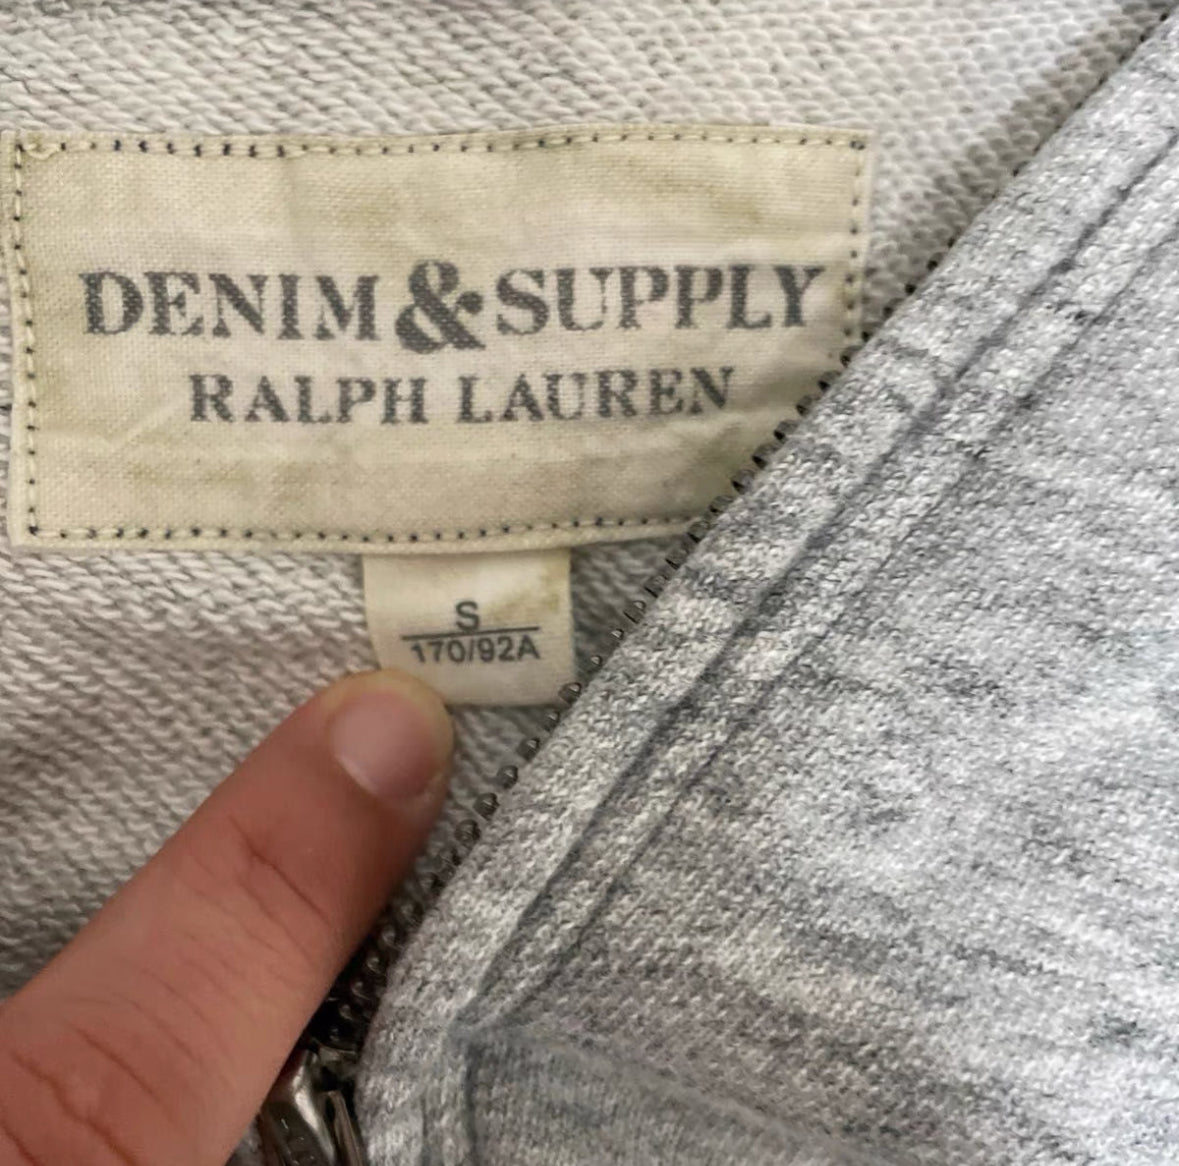 DENIM & SUPPLY
RALPH LAUREN
S
170/92A